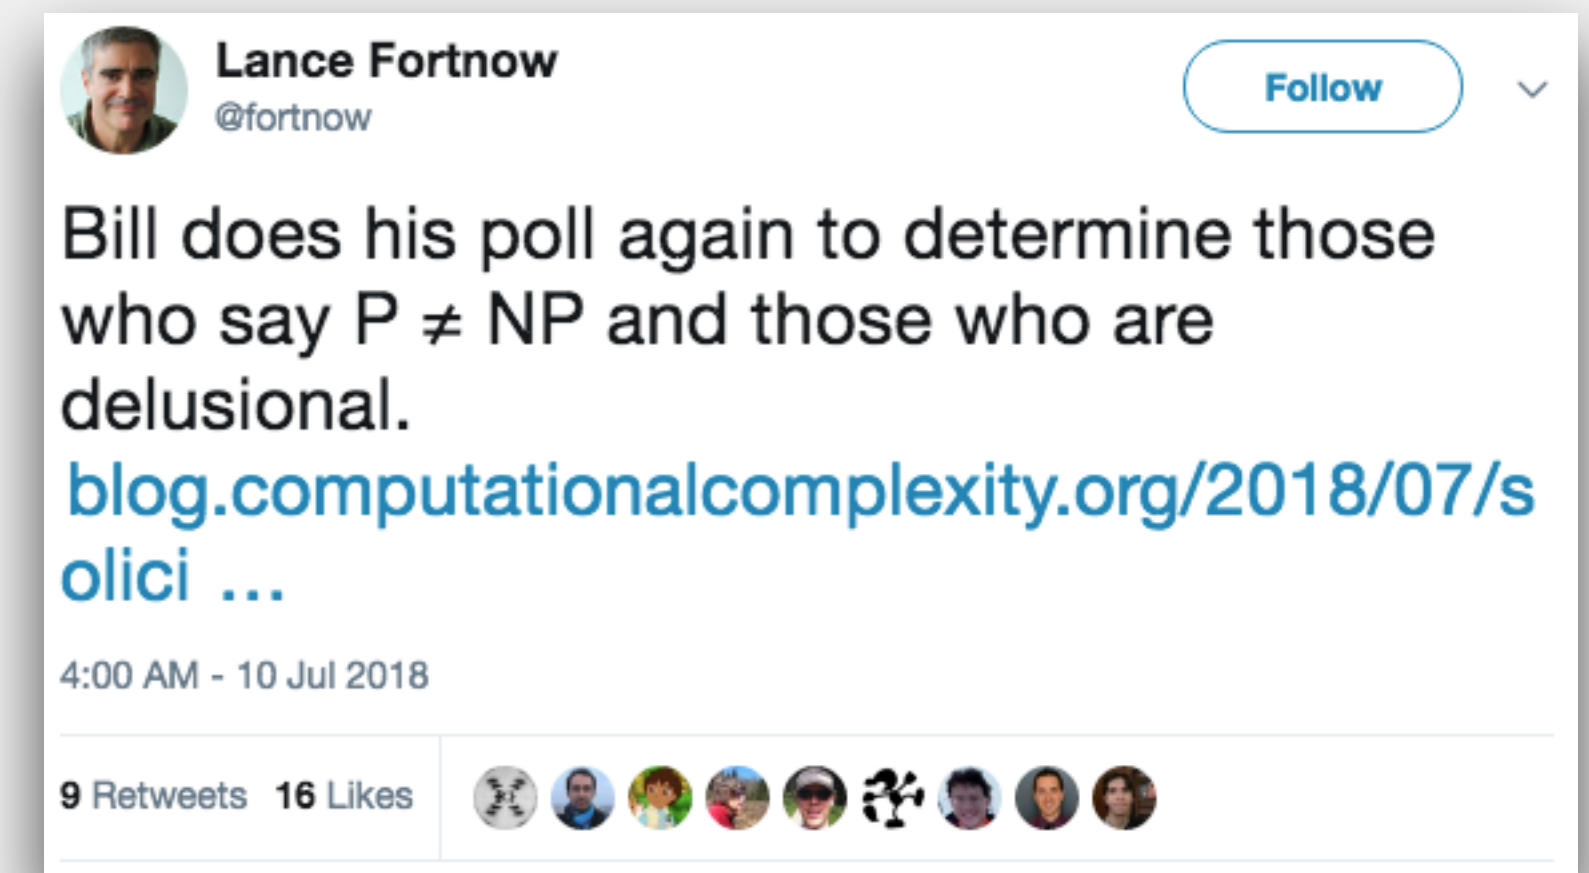 Lance Fortnow
@fortnow
Follow
Bill does his poll again to determine those
who say P ≠ NP and those who are
delusional.
blog.computationalcomplexity.org/2018/07/s
olici ...
4:00 AM - 10 Jul 2018
9 Retweets 16 Likes